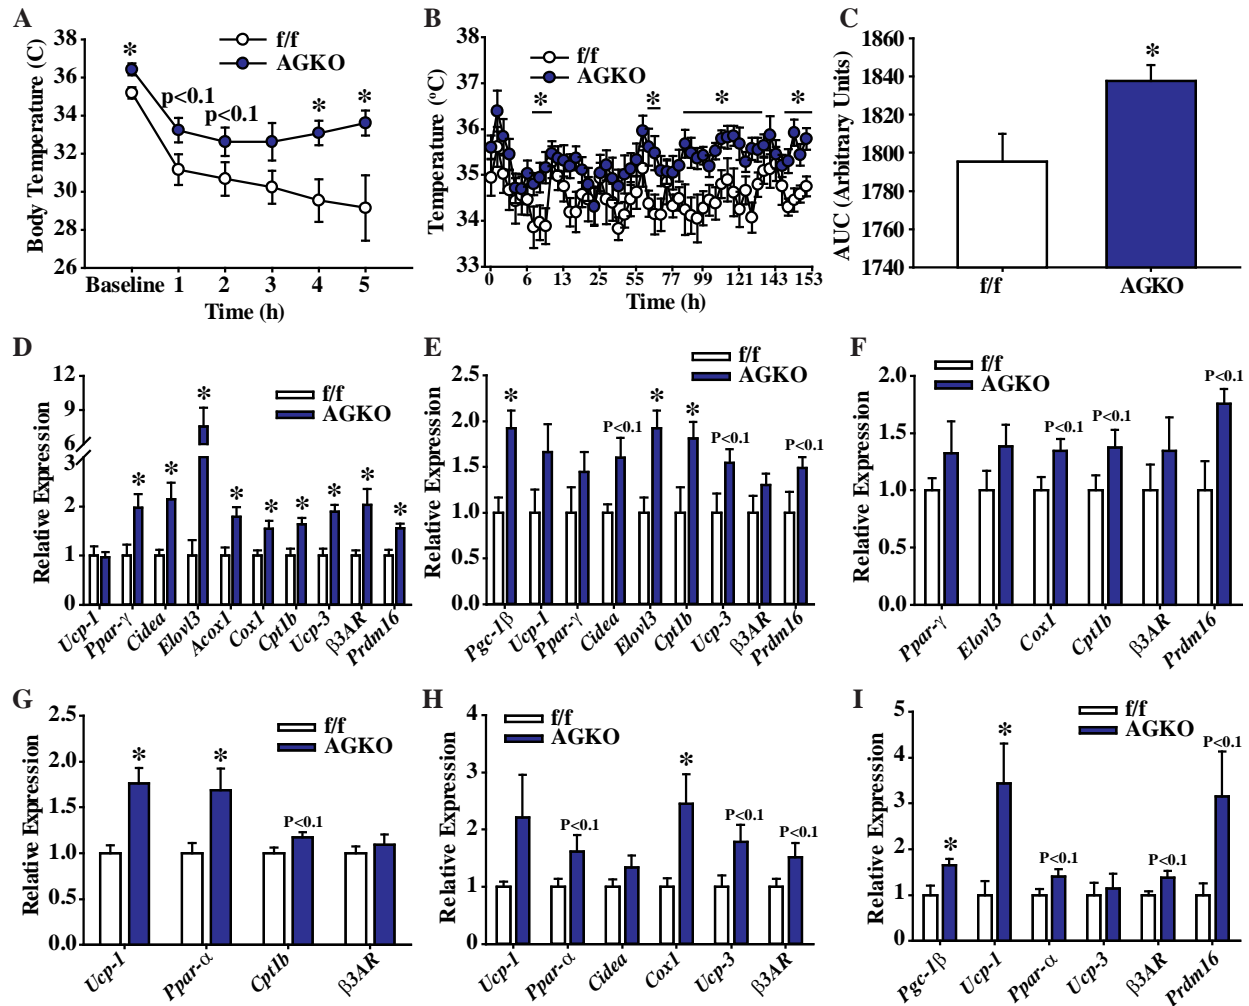 A
f/f
AGKO
Body Temperature (C)
38
36
34
32
30
28
26
*
p<0.1
p<0.1
*
*
Baseline 1 2 3 4 5
Time (h)
B
f/f
AGKO
Temperature (°C)
38
37
36
35
34
33
*
*
*
*
0 6 13 25 55 77 99 121 143 153
Time (h)
C
AUC (Arbitrary Units)
1860
1840
1820
1800
1780
1760
1740
*
f/f AGKO
D
f/f
AGKO
Relative Expression
12
9
6
3
2
1
0
* * * * * * * * *
Ucp-1 Ppar-γ Cidea Elovl3 Acox1 Cox1 Cpt1b Ucp-3 β3AR Prdm16
E
f/f
AGKO
Relative Expression
2.5
2.0
1.5
1.0
0.5
0.0
* P<0.1 * * P<0.1 P<0.1
Pgc-1β Ucp-1 Ppar-γ Cidea Elovl3 Cpt1b Ucp-3 β3AR Prdm16
F
f/f
AGKO
Relative Expression
2.0
1.5
1.0
0.5
0.0
P<0.1 P<0.1 P<0.1
Ppar-γ Elovl3 Cox1 Cpt1b β3AR Prdm16
G
f/f
AGKO
Relative Expression
2.5
2.0
1.5
1.0
0.5
0.0
* * P<0.1
Ucp-1 Ppar-α Cpt1b β3AR
H
f/f
AGKO
Relative Expression
4
3
2
1
0
P<0.1 * P<0.1 P<0.1
Ucp-1 Ppar-α Cidea Cox1 Ucp-3 β3AR
I
f/f
AGKO
Relative Expression
5
4
3
2
1
0
* * P<0.1 P<0.1 P<0.1
Pgc-1β Ucp-1 Ppar-α Ucp-3 β3AR Prdm16